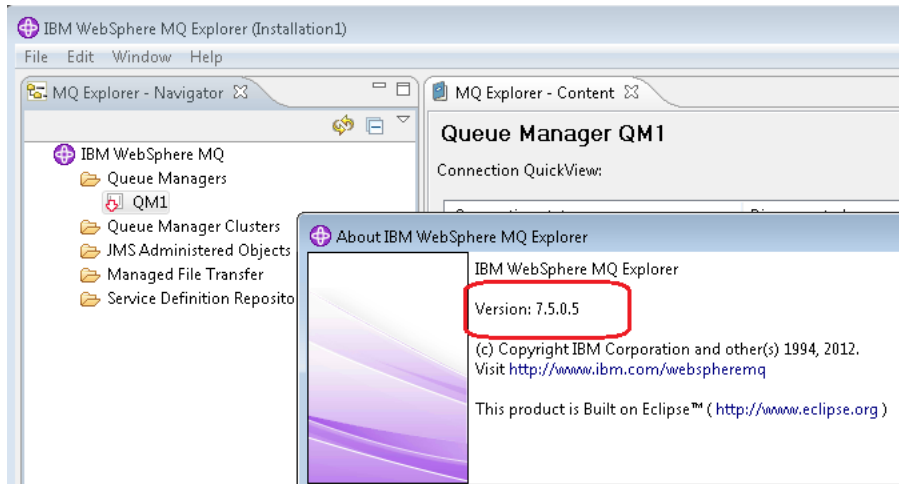 IBM WebSphere MQ Explorer (Installation1)
File Edit Window Help
MQ Explorer - Navigator
IBM WebSphere MQ
Queue Managers
QM1
Queue Manager Clusters
JMS Administered Objects
Managed File Transfer
Service Definition Reposito
MQ Explorer - Content
Queue Manager QM1
Connection QuickView:
About IBM WebSphere MQ Explorer
IBM WebSphere MQ Explorer
Version: 7.5.0.5
(c) Copyright IBM Corporation and other(s) 1994, 2012.
Visit http://www.ibm.com/webspheremq
This product is Built on Eclipse™ ( http://www.eclipse.org )